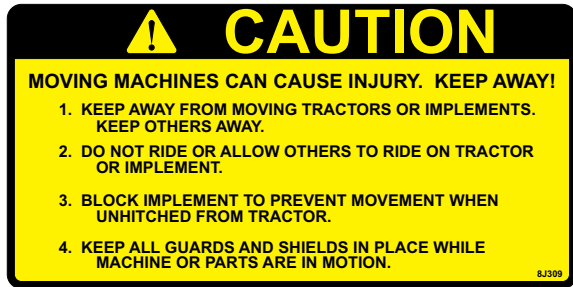 CAUTION
MOVING MACHINES CAN CAUSE INJURY. KEEP AWAY!
1. KEEP AWAY FROM MOVING TRACTORS OR IMPLEMENTS.
KEEP OTHERS AWAY.
2. DO NOT RIDE OR ALLOW OTHERS TO RIDE ON TRACTOR
OR IMPLEMENT.
3. BLOCK IMPLEMENT TO PREVENT MOVEMENT WHEN
UNHITCHED FROM TRACTOR.
4. KEEP ALL GUARDS AND SHIELDS IN PLACE WHILE
MACHINE OR PARTS ARE IN MOTION.
8J309